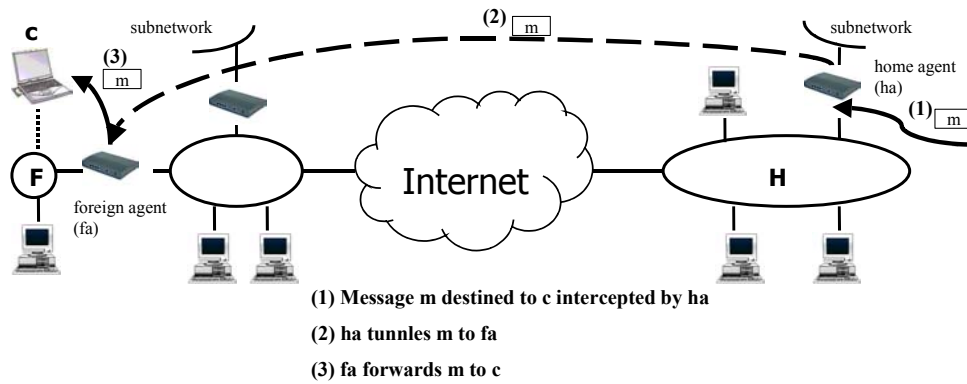 (2) m
subnetwork
subnetwork
C
(3)
m
home agent
(ha)
(1) m
F
Internet
H
foreign agent
(fa)
(1) Message m destined to c intercepted by ha
(2) ha tunnles m to fa
(3) fa forwards m to c